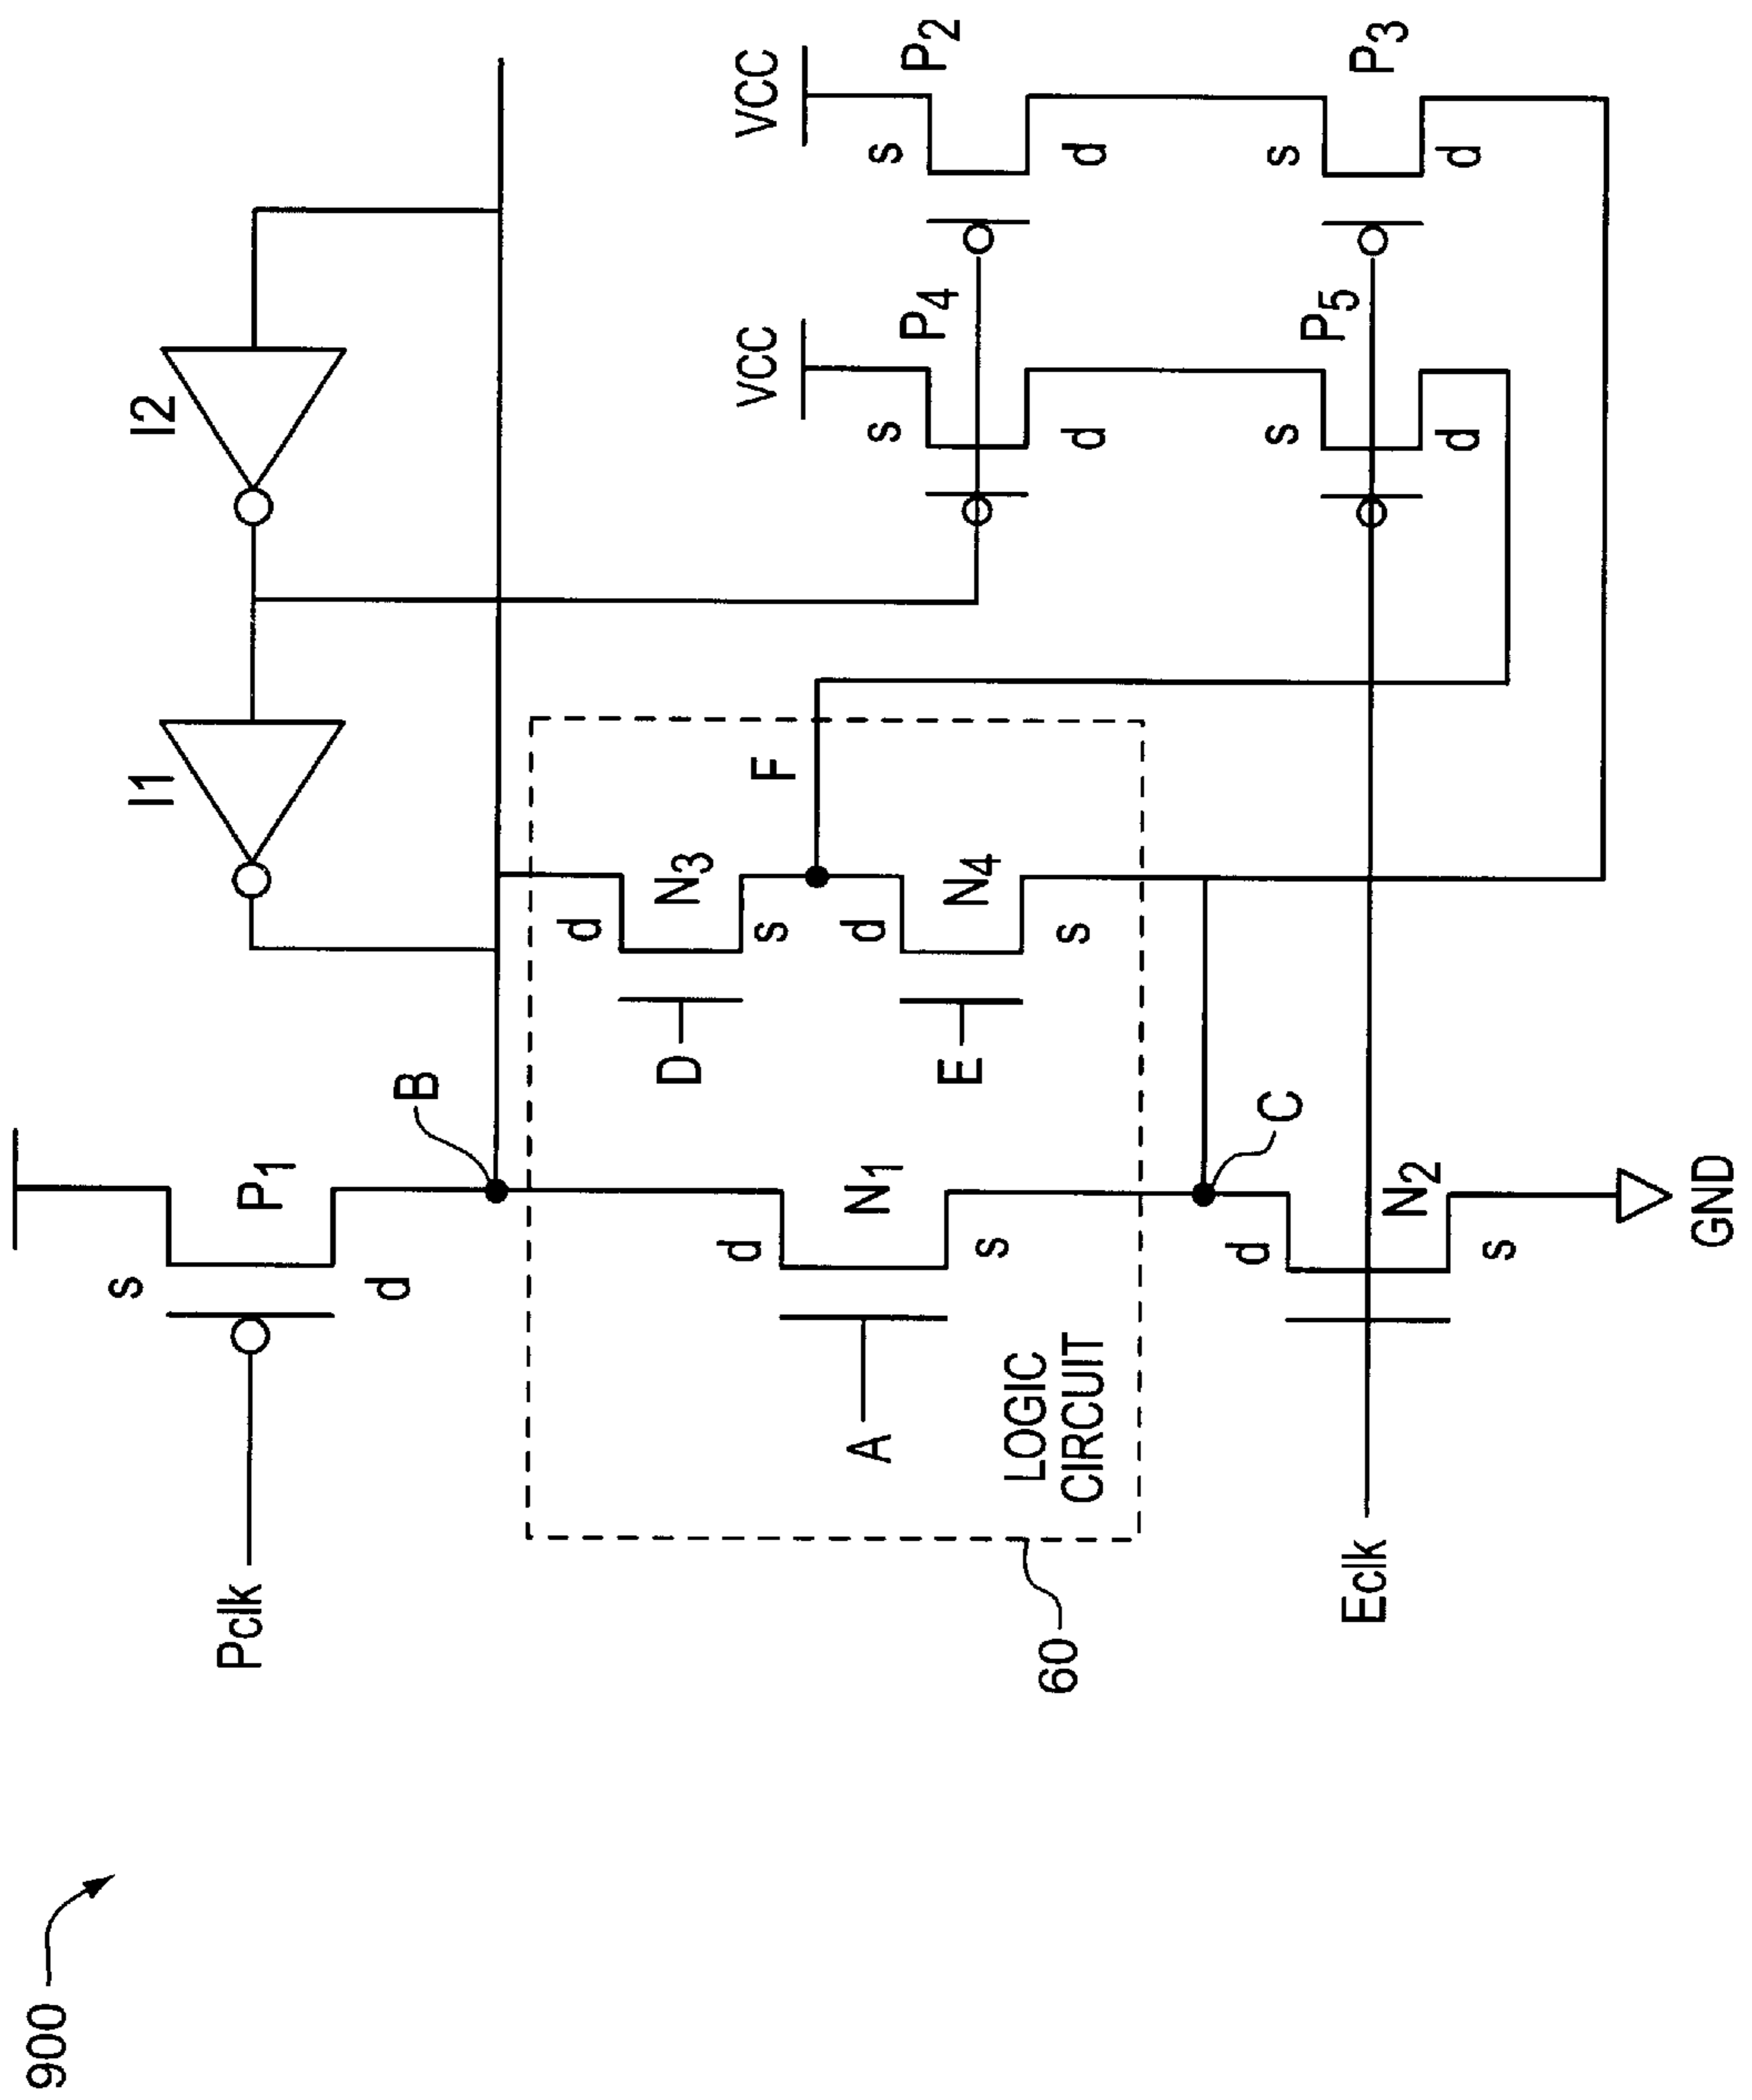 900
Pclk
s
P1
d
B
I1
I2
LOGIC
CIRCUIT
60
A
d
N1
s
D
d
N3
s
F
E
d
N4
s
C
Eclk
d
N2
s
GND
VCC
s
P4
d
s
P5
d
VCC
s
P2
d
s
P3
d